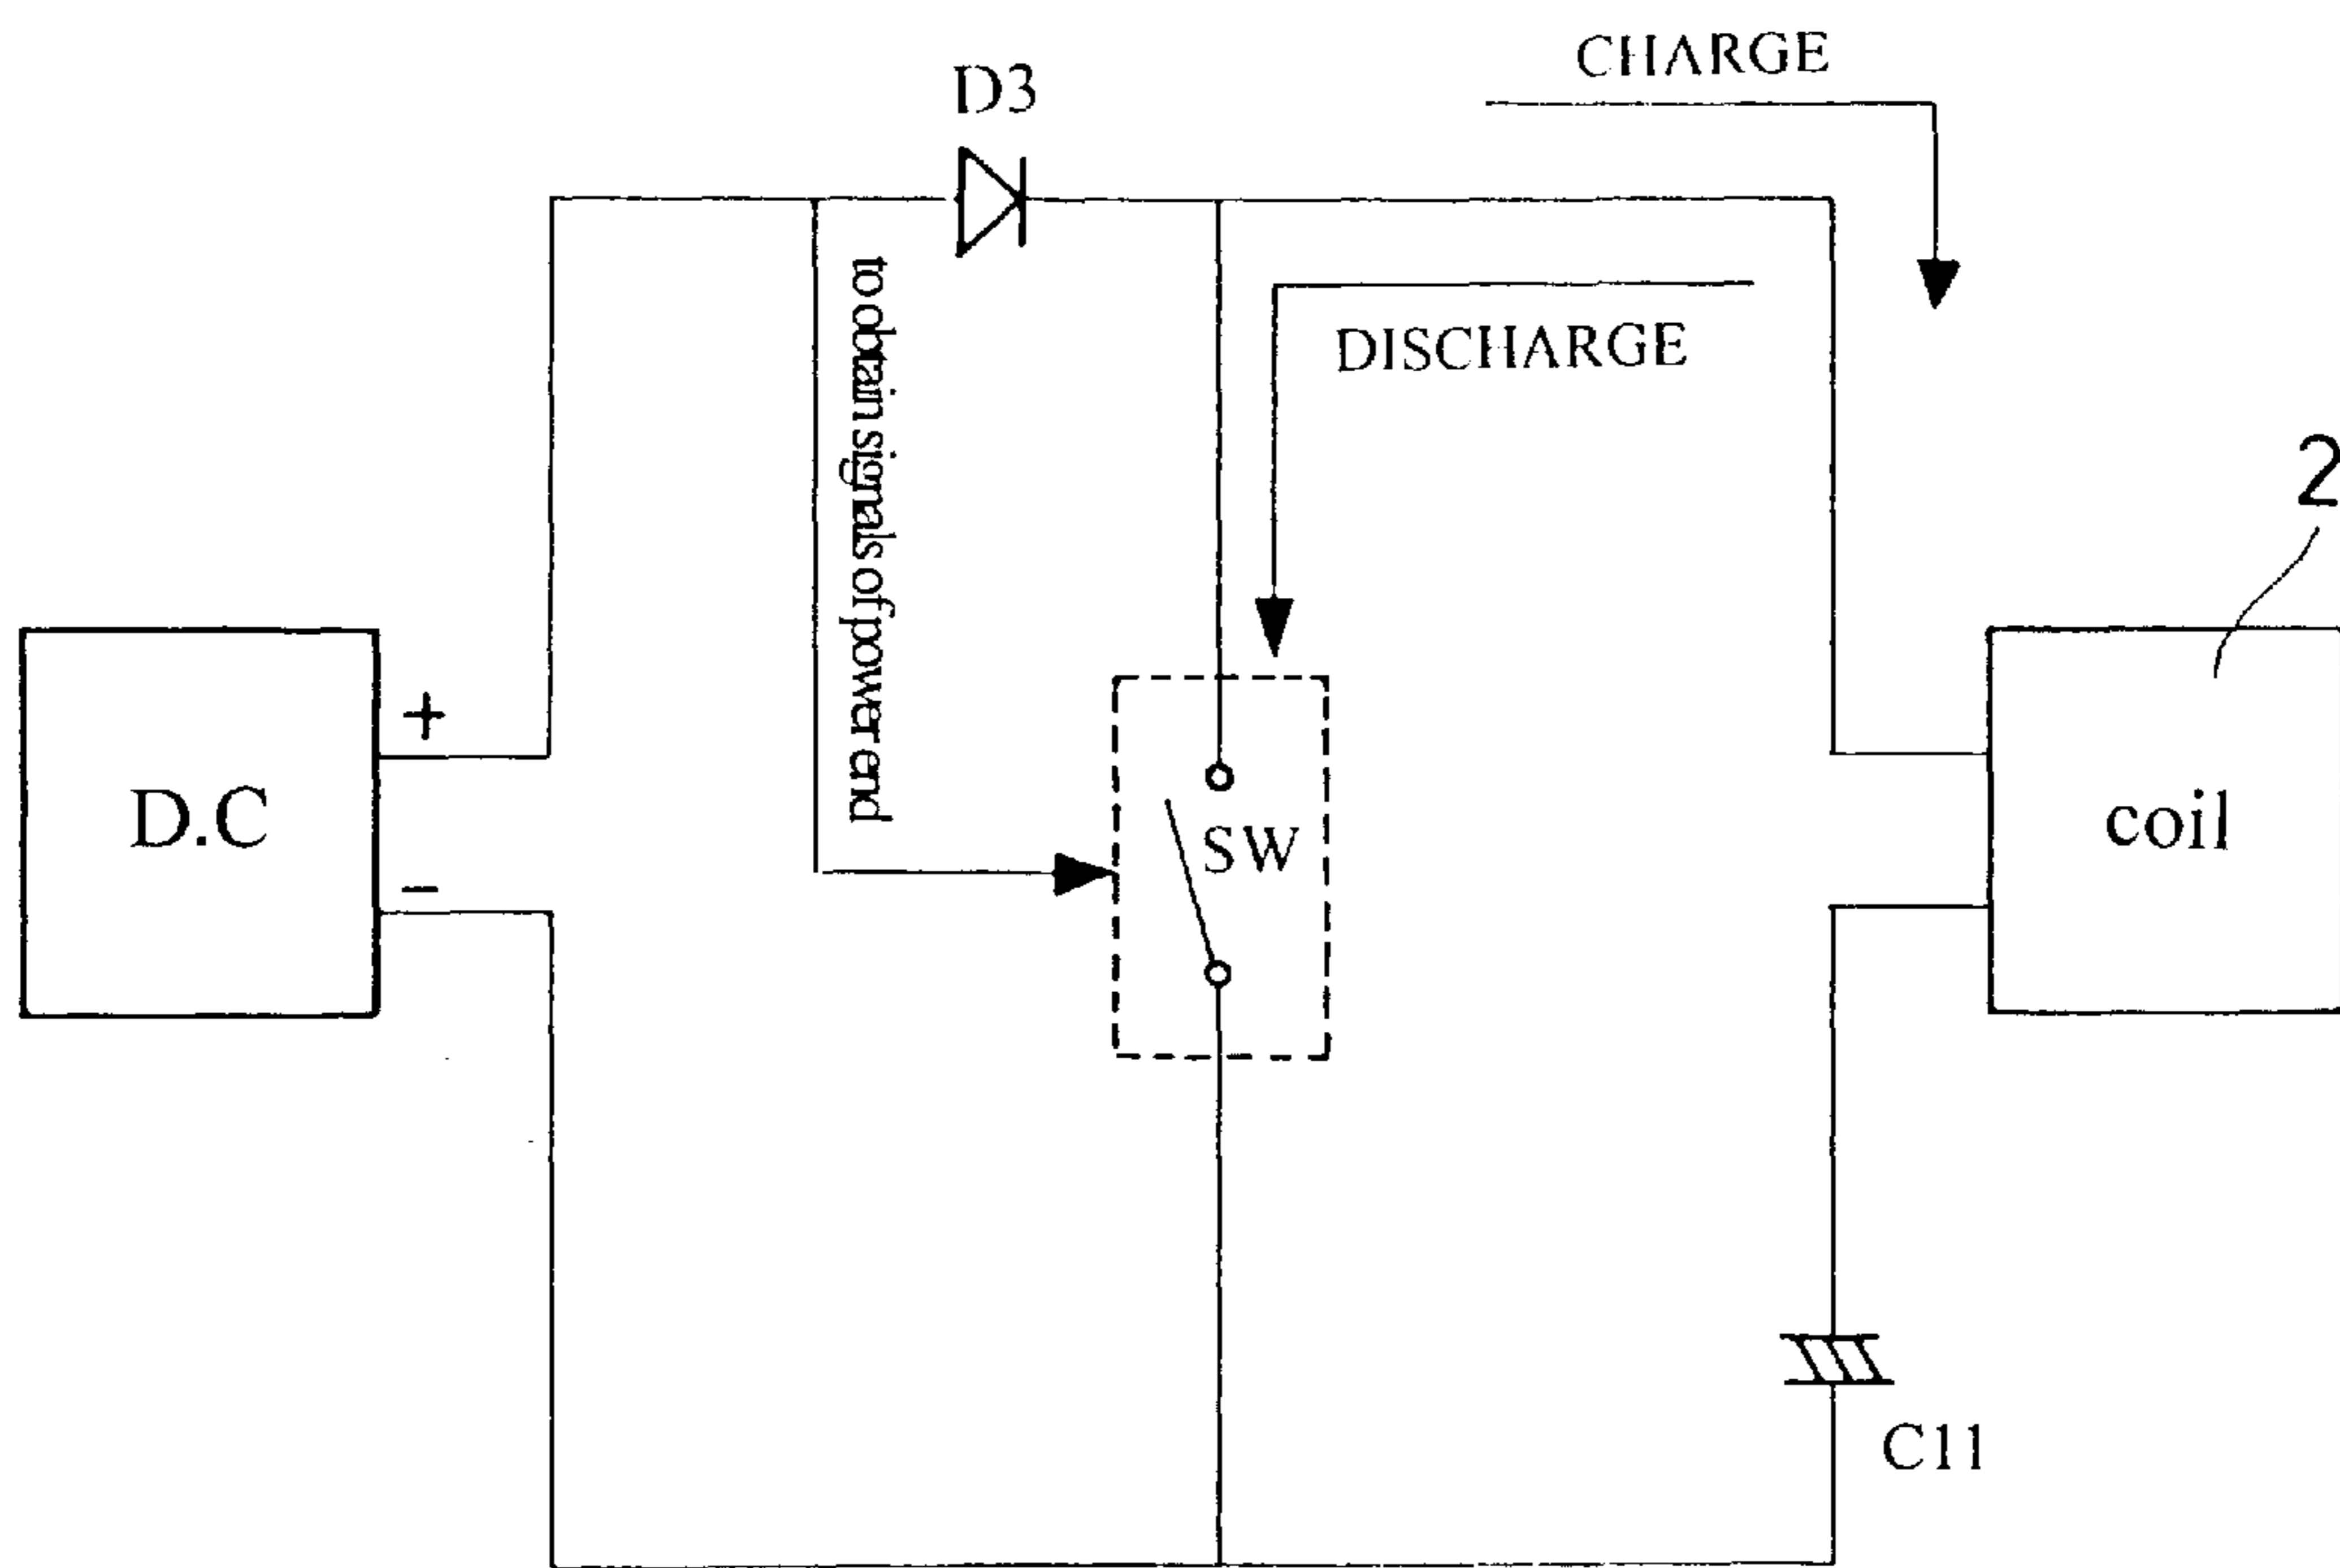 CHARGE
D3
to obtain signals of power end
DISCHARGE
2
+
D.C
SW
coil
−
C11